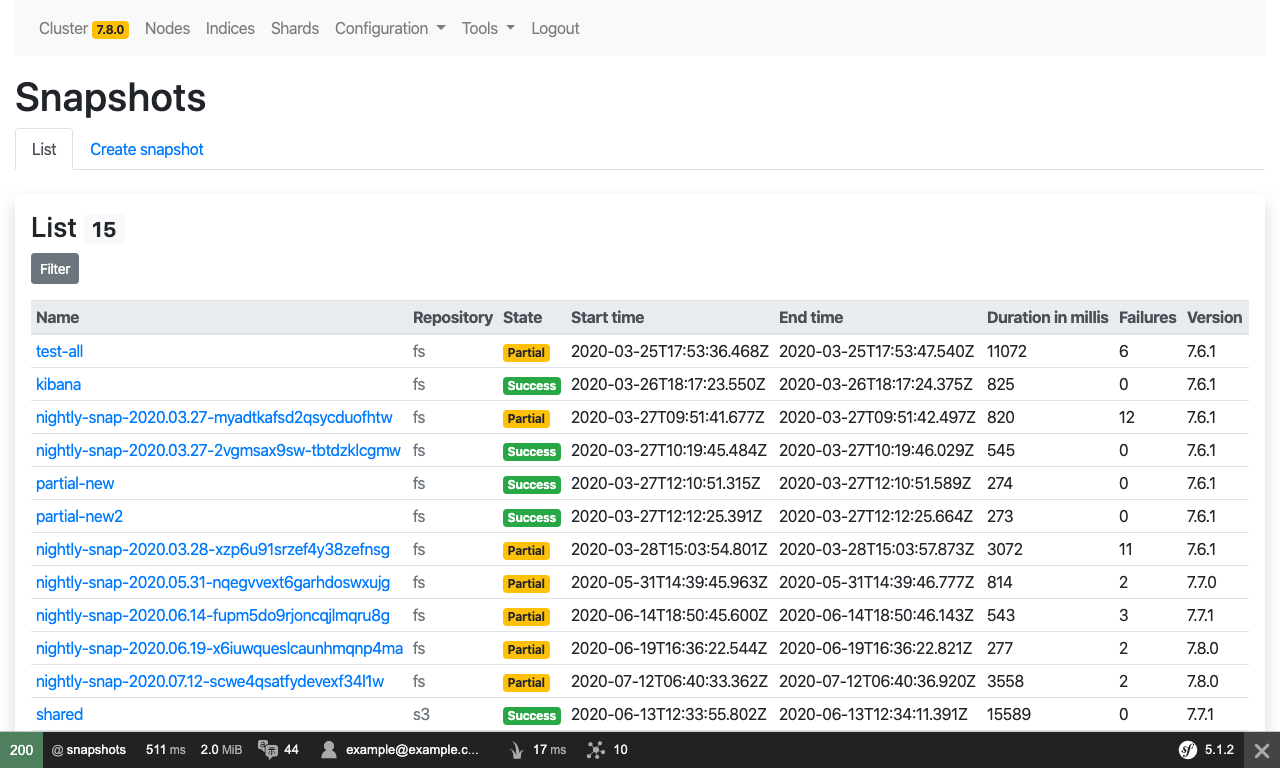 Cluster 7.8.0 Nodes Indices Shards Configuration Tools Logout
Snapshots
List Create snapshot
List 15
Filter
Name Repository State Start time End time Duration in millis Failures Version
test-all fs Partial 2020-03-25T17:53:36.468Z 2020-03-25T17:53:47.540Z 11072 6 7.6.1
kibana fs Success 2020-03-26T18:17:23.550Z 2020-03-26T18:17:24.375Z 825 0 7.6.1
nightly-snap-2020.03.27-myadtkafsd2qsycduofhtw fs Partial 2020-03-27T09:51:41.677Z 2020-03-27T09:51:42.497Z 820 12 7.6.1
nightly-snap-2020.03.27-2vgmsax9sw-tbtdzklcgmw fs Success 2020-03-27T10:19:45.484Z 2020-03-27T10:19:46.029Z 545 0 7.6.1
partial-new fs Success 2020-03-27T12:10:51.315Z 2020-03-27T12:10:51.589Z 274 0 7.6.1
partial-new2 fs Success 2020-03-27T12:12:25.391Z 2020-03-27T12:12:25.664Z 273 0 7.6.1
nightly-snap-2020.03.28-xzp6u91srzef4y38zefnsg fs Partial 2020-03-28T15:03:54.801Z 2020-03-28T15:03:57.873Z 3072 11 7.6.1
nightly-snap-2020.05.31-nqegvvext6garhdoswxujg fs Partial 2020-05-31T14:39:45.963Z 2020-05-31T14:39:46.777Z 814 2 7.7.0
nightly-snap-2020.06.14-fupm5do9rjoncqjlmqru8g fs Partial 2020-06-14T18:50:45.600Z 2020-06-14T18:50:46.143Z 543 3 7.7.1
nightly-snap-2020.06.19-x6iuwqueslcaunhmqnp4ma fs Partial 2020-06-19T16:36:22.544Z 2020-06-19T16:36:22.821Z 277 2 7.8.0
nightly-snap-2020.07.12-scwe4qsatfydevexf34l1w fs Partial 2020-07-12T06:40:33.362Z 2020-07-12T06:40:36.920Z 3558 2 7.8.0
shared s3 Success 2020-06-13T12:33:55.802Z 2020-06-13T12:34:11.391Z 15589 0 7.7.1
200 @ snapshots 511 ms 2.0 MiB 44 example@example.c... 17 ms 10 sf 5.1.2